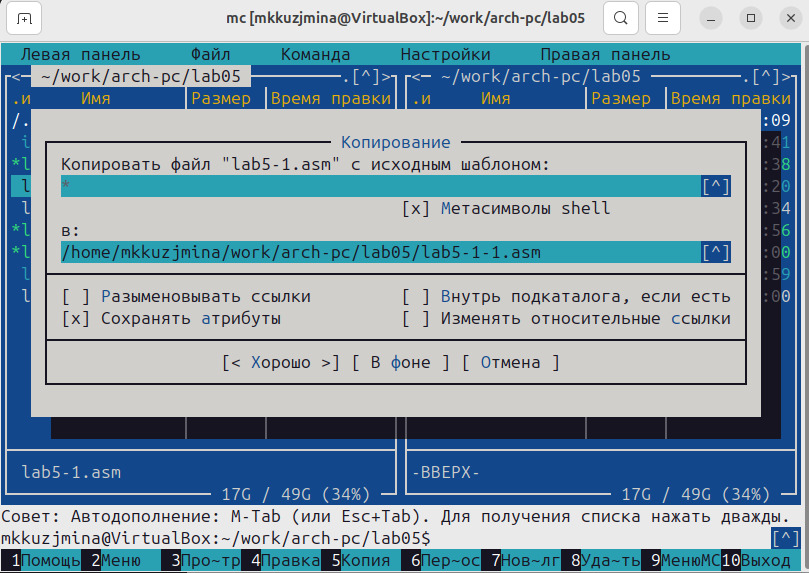 mc [mkkuzjmina@VirtualBox]:~/work/arch-pc/lab05
Левая панель Файл Команда Настройки Правая панель
<— ~/work/arch-pc/lab05 .[^]> <— ~/work/arch-pc/lab05 .[^]>
.и Имя Размер Время правки .и Имя Размер Время правки
/. :09
i :41
*l :38
l :20
l :34
*l :56
*l :00
l :59
l :00
Копирование
Копировать файл "lab5-1.asm" с исходным шаблоном:
* [^]
[x] Метасимволы shell
в:
/home/mkkuzjmina/work/arch-pc/lab05/lab5-1-1.asm [^]
[ ] Разыменовывать ссылки [ ] Внутрь подкаталога, если есть
[x] Сохранять атрибуты [ ] Изменять относительные ссылки
[< Хорошо >] [ В фоне ] [ Отмена ]
lab5-1.asm -ВВЕРХ-
17G / 49G (34%) 17G / 49G (34%)
Совет: Автодополнение: M-Tab (или Esc+Tab). Для получения списка нажать дважды.
mkkuzjmina@VirtualBox:~/work/arch-pc/lab05$ [^]
1Помощь 2Меню 3Про~тр 4Правка 5Копия 6Пер~ос 7Нов~лг 8Уда~ть 9МенюMC 10Выход